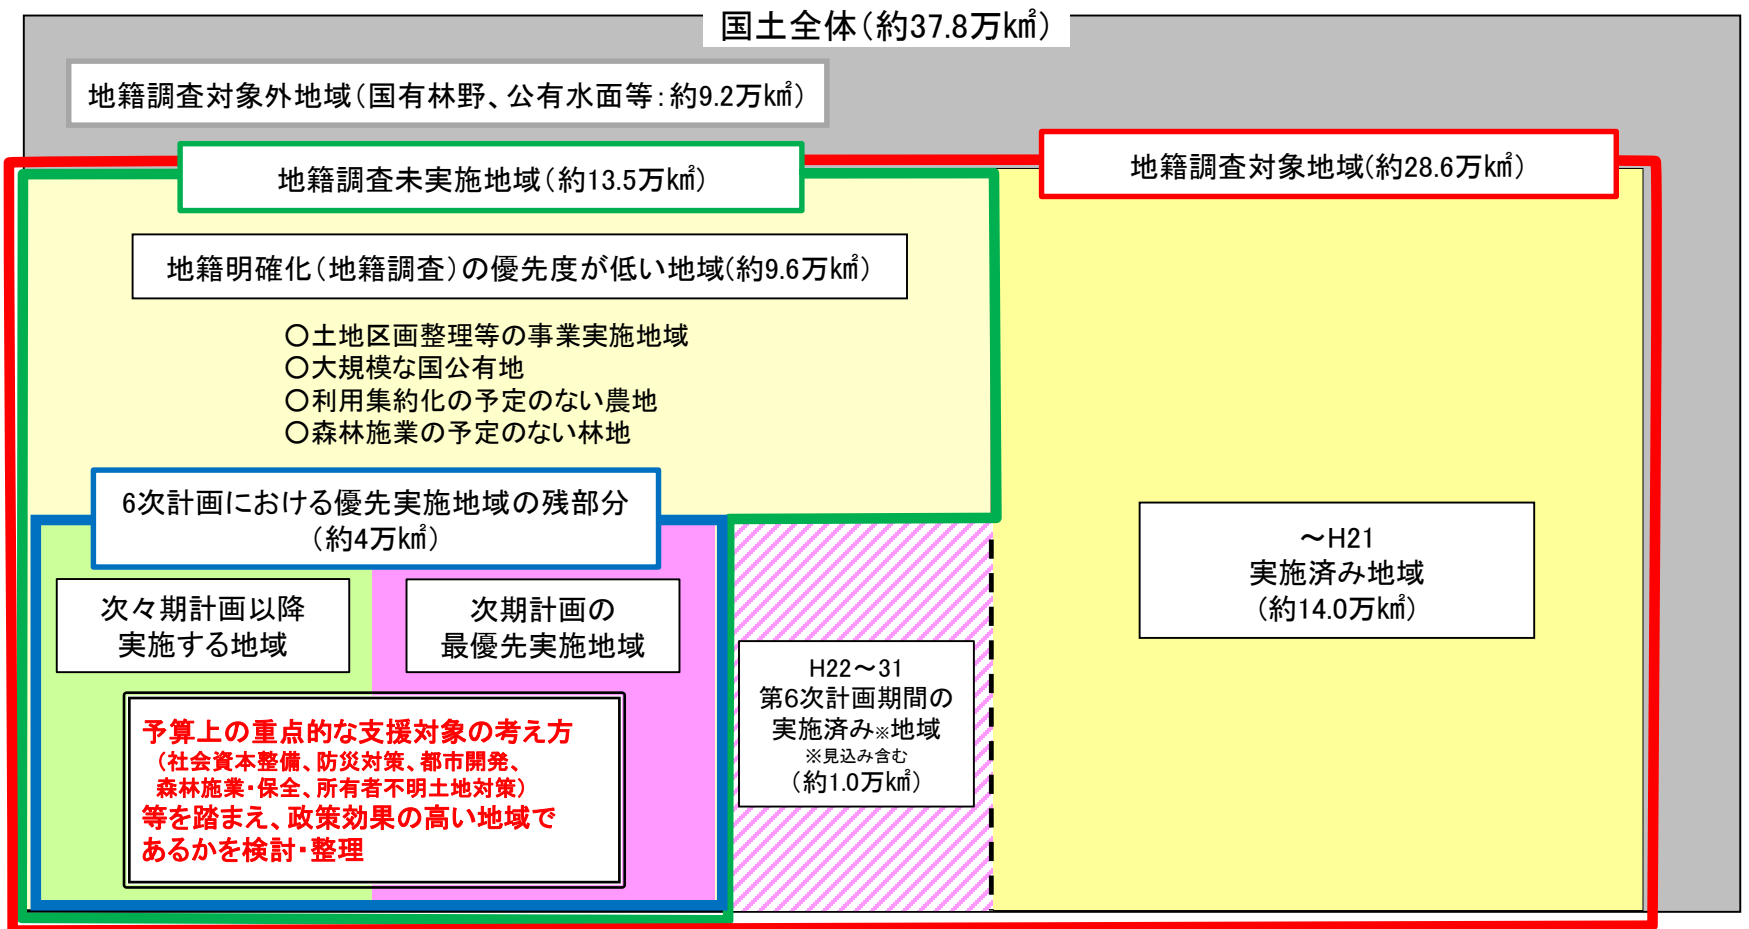 国土全体（約37.8万㎢）
地籍調査対象外地域（国有林野、公有水面等：約9.2万㎢）
地籍調査未実施地域（約13.5万㎢）
地籍調査対象地域(約28.6万㎢）
地籍明確化（地籍調査）の優先度が低い地域(約9.6万㎢）
○土地区画整理等の事業実施地域
○大規模な国公有地
○利用集約化の予定のない農地
○森林施業の予定のない林地
6次計画における優先実施地域の残部分
（約4万㎢）
次々期計画以降
実施する地域
次期計画の
最優先実施地域
予算上の重点的な支援対象の考え方
（社会資本整備、防災対策、都市開発、
森林施業・保全、所有者不明土地対策）
等を踏まえ、政策効果の高い地域で
あるかを検討・整理
H22～31
第6次計画期間の
実施済み※地域
※見込み含む
（約1.0万㎢）
～H21
実施済み地域
（約14.0万㎢）